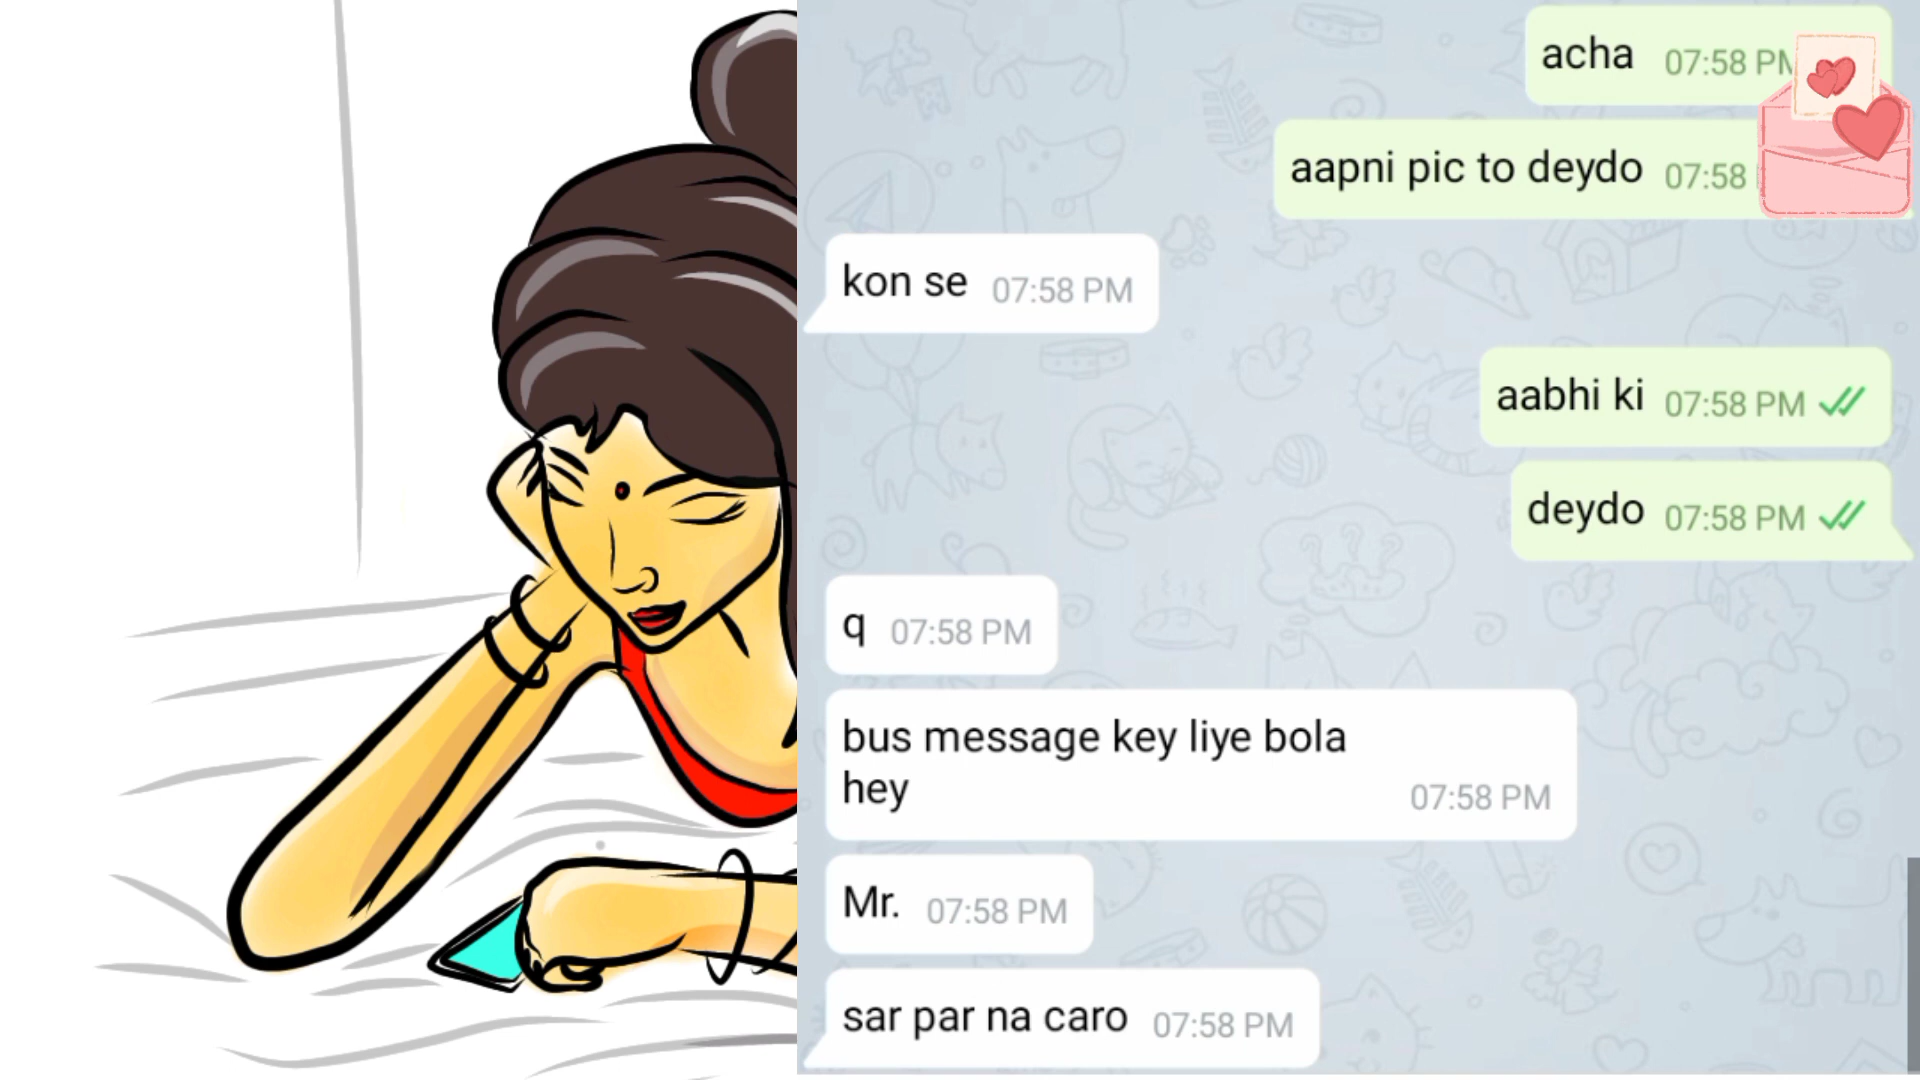 acha 07:58 PM
aapni pic to deydo 07:58
kon se 07:58 PM
aabhi ki 07:58 PM
deydo 07:58 PM
q 07:58 PM
bus message key liye bola
hey 07:58 PM
Mr. 07:58 PM
sar par na caro 07:58 PM